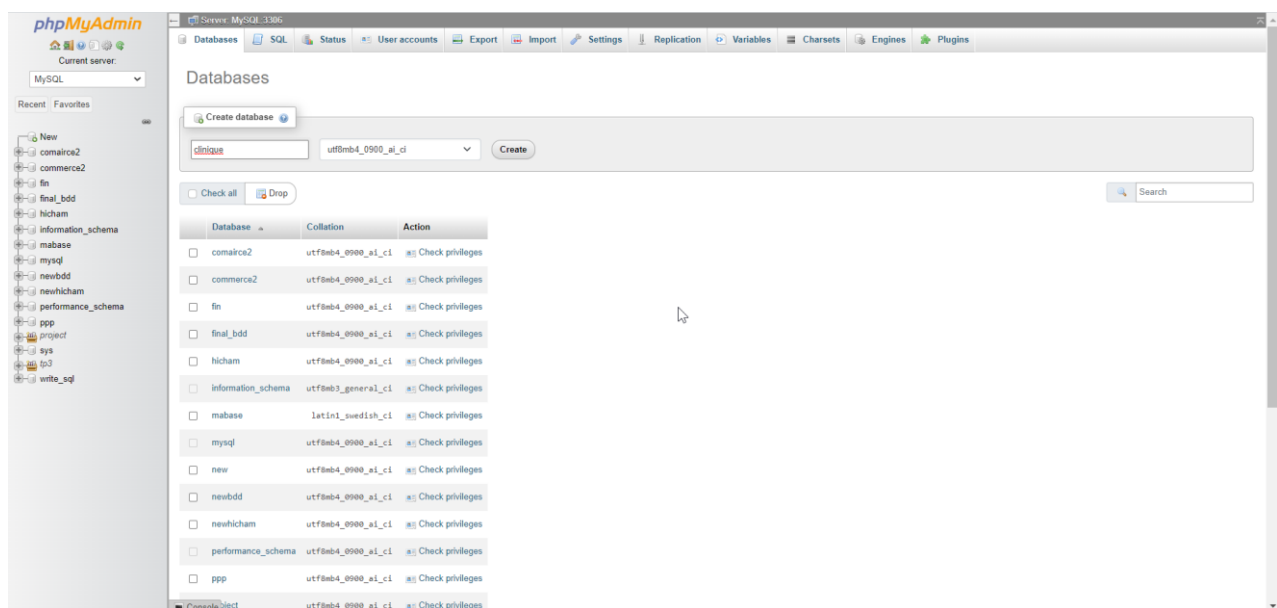 phpMyAdmin
Current server:
MySQL
Recent Favorites
New
comairce2
commerce2
fin
final_bdd
hicham
information_schema
mabase
mysql
newbdd
newhicham
performance_schema
ppp
project
sys
tp3
write_sql
Server: MySQL:3306
Databases SQL Status User accounts Export Import Settings Replication Variables Charsets Engines Plugins
Databases
Create database
clinique utf8mb4_0900_ai_ci Create
Check all Drop Search
Database Collation Action
comairce2 utf8mb4_0900_ai_ci Check privileges
commerce2 utf8mb4_0900_ai_ci Check privileges
fin utf8mb4_0900_ai_ci Check privileges
final_bdd utf8mb4_0900_ai_ci Check privileges
hicham utf8mb4_0900_ai_ci Check privileges
information_schema utf8mb3_general_ci Check privileges
mabase latin1_swedish_ci Check privileges
mysql utf8mb4_0900_ai_ci Check privileges
new utf8mb4_0900_ai_ci Check privileges
newbdd utf8mb4_0900_ai_ci Check privileges
newhicham utf8mb4_0900_ai_ci Check privileges
performance_schema utf8mb4_0900_ai_ci Check privileges
ppp utf8mb4_0900_ai_ci Check privileges
Console ject utf8mb4_0900_ai_ci Check privileges